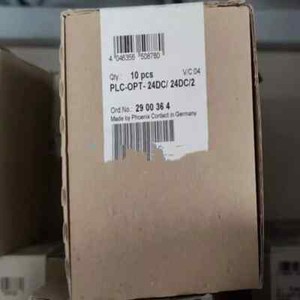 4 046356 506760
Qty.: 10 pcs V/C.04
PLC-OPT- 24DC/ 24DC/2
Ord No.: 29 00 36 4
Made by Phoenix Contact in Germany